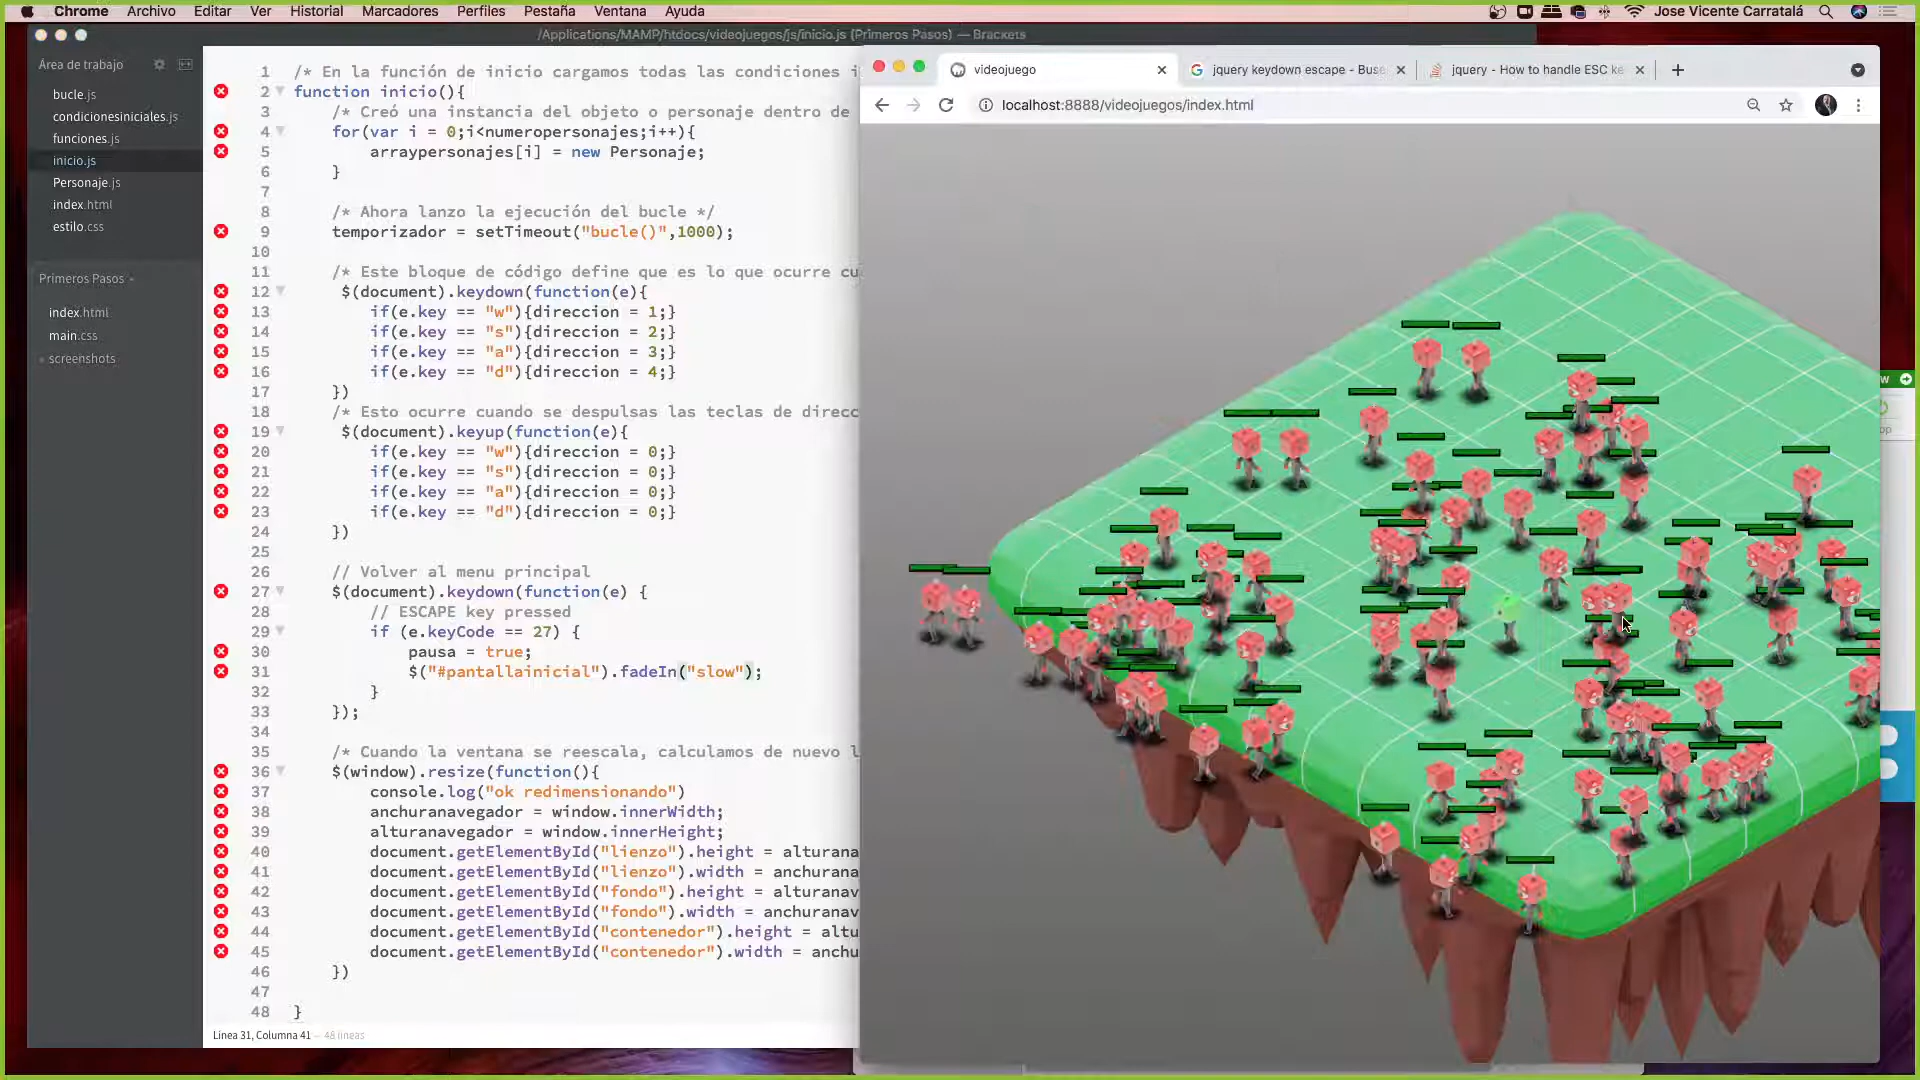 Chrome Archivo Editar Ver Historial Marcadores Perfiles Pestaña Ventana Ayuda Jose Vicente Carratalá
/Applications/MAMP/htdocs/videojuegos/js/inicio.js (Primeros Pasos) — Brackets
Área de trabajo
bucle.js
condicionesiniciales.js
funciones.js
inicio.js
Personaje.js
index.html
estilo.css
Primeros Pasos
index.html
main.css
screenshots
1 /* En la función de inicio cargamos todas las condiciones i
2 function inicio(){
3 /* Creó una instancia del objeto o personaje dentro de
4 for(var i = 0;i<numeropersonajes;i++){
5 arraypersonajes[i] = new Personaje;
6 }
7
8 /* Ahora lanzo la ejecución del bucle */
9 temporizador = setTimeout("bucle()",1000);
10
11 /* Este bloque de código define que es lo que ocurre cu
12 $(document).keydown(function(e){
13 if(e.key == "w"){direccion = 1;}
14 if(e.key == "s"){direccion = 2;}
15 if(e.key == "a"){direccion = 3;}
16 if(e.key == "d"){direccion = 4;}
17 })
18 /* Esto ocurre cuando se despulsas las teclas de direcc
19 $(document).keyup(function(e){
20 if(e.key == "w"){direccion = 0;}
21 if(e.key == "s"){direccion = 0;}
22 if(e.key == "a"){direccion = 0;}
23 if(e.key == "d"){direccion = 0;}
24 })
25
26 // Volver al menu principal
27 $(document).keydown(function(e) {
28 // ESCAPE key pressed
29 if (e.keyCode == 27) {
30 pausa = true;
31 $("#pantallainicial").fadeIn("slow");
32 }
33 });
34
35 /* Cuando la ventana se reescala, calculamos de nuevo l
36 $(window).resize(function(){
37 console.log("ok redimensionando")
38 anchuranavegador = window.innerWidth;
39 alturanavegador = window.innerHeight;
40 document.getElementById("lienzo").height = alturana
41 document.getElementById("lienzo").width = anchurana
42 document.getElementById("fondo").height = alturanav
43 document.getElementById("fondo").width = anchuranav
44 document.getElementById("contenedor").height = altu
45 document.getElementById("contenedor").width = anchu
46 })
47
48 }
Línea 31, Columna 41 — 48 líneas
videojuego
jquery keydown escape - Bus
jquery - How to handle ESC ke
localhost:8888/videojuegos/index.html